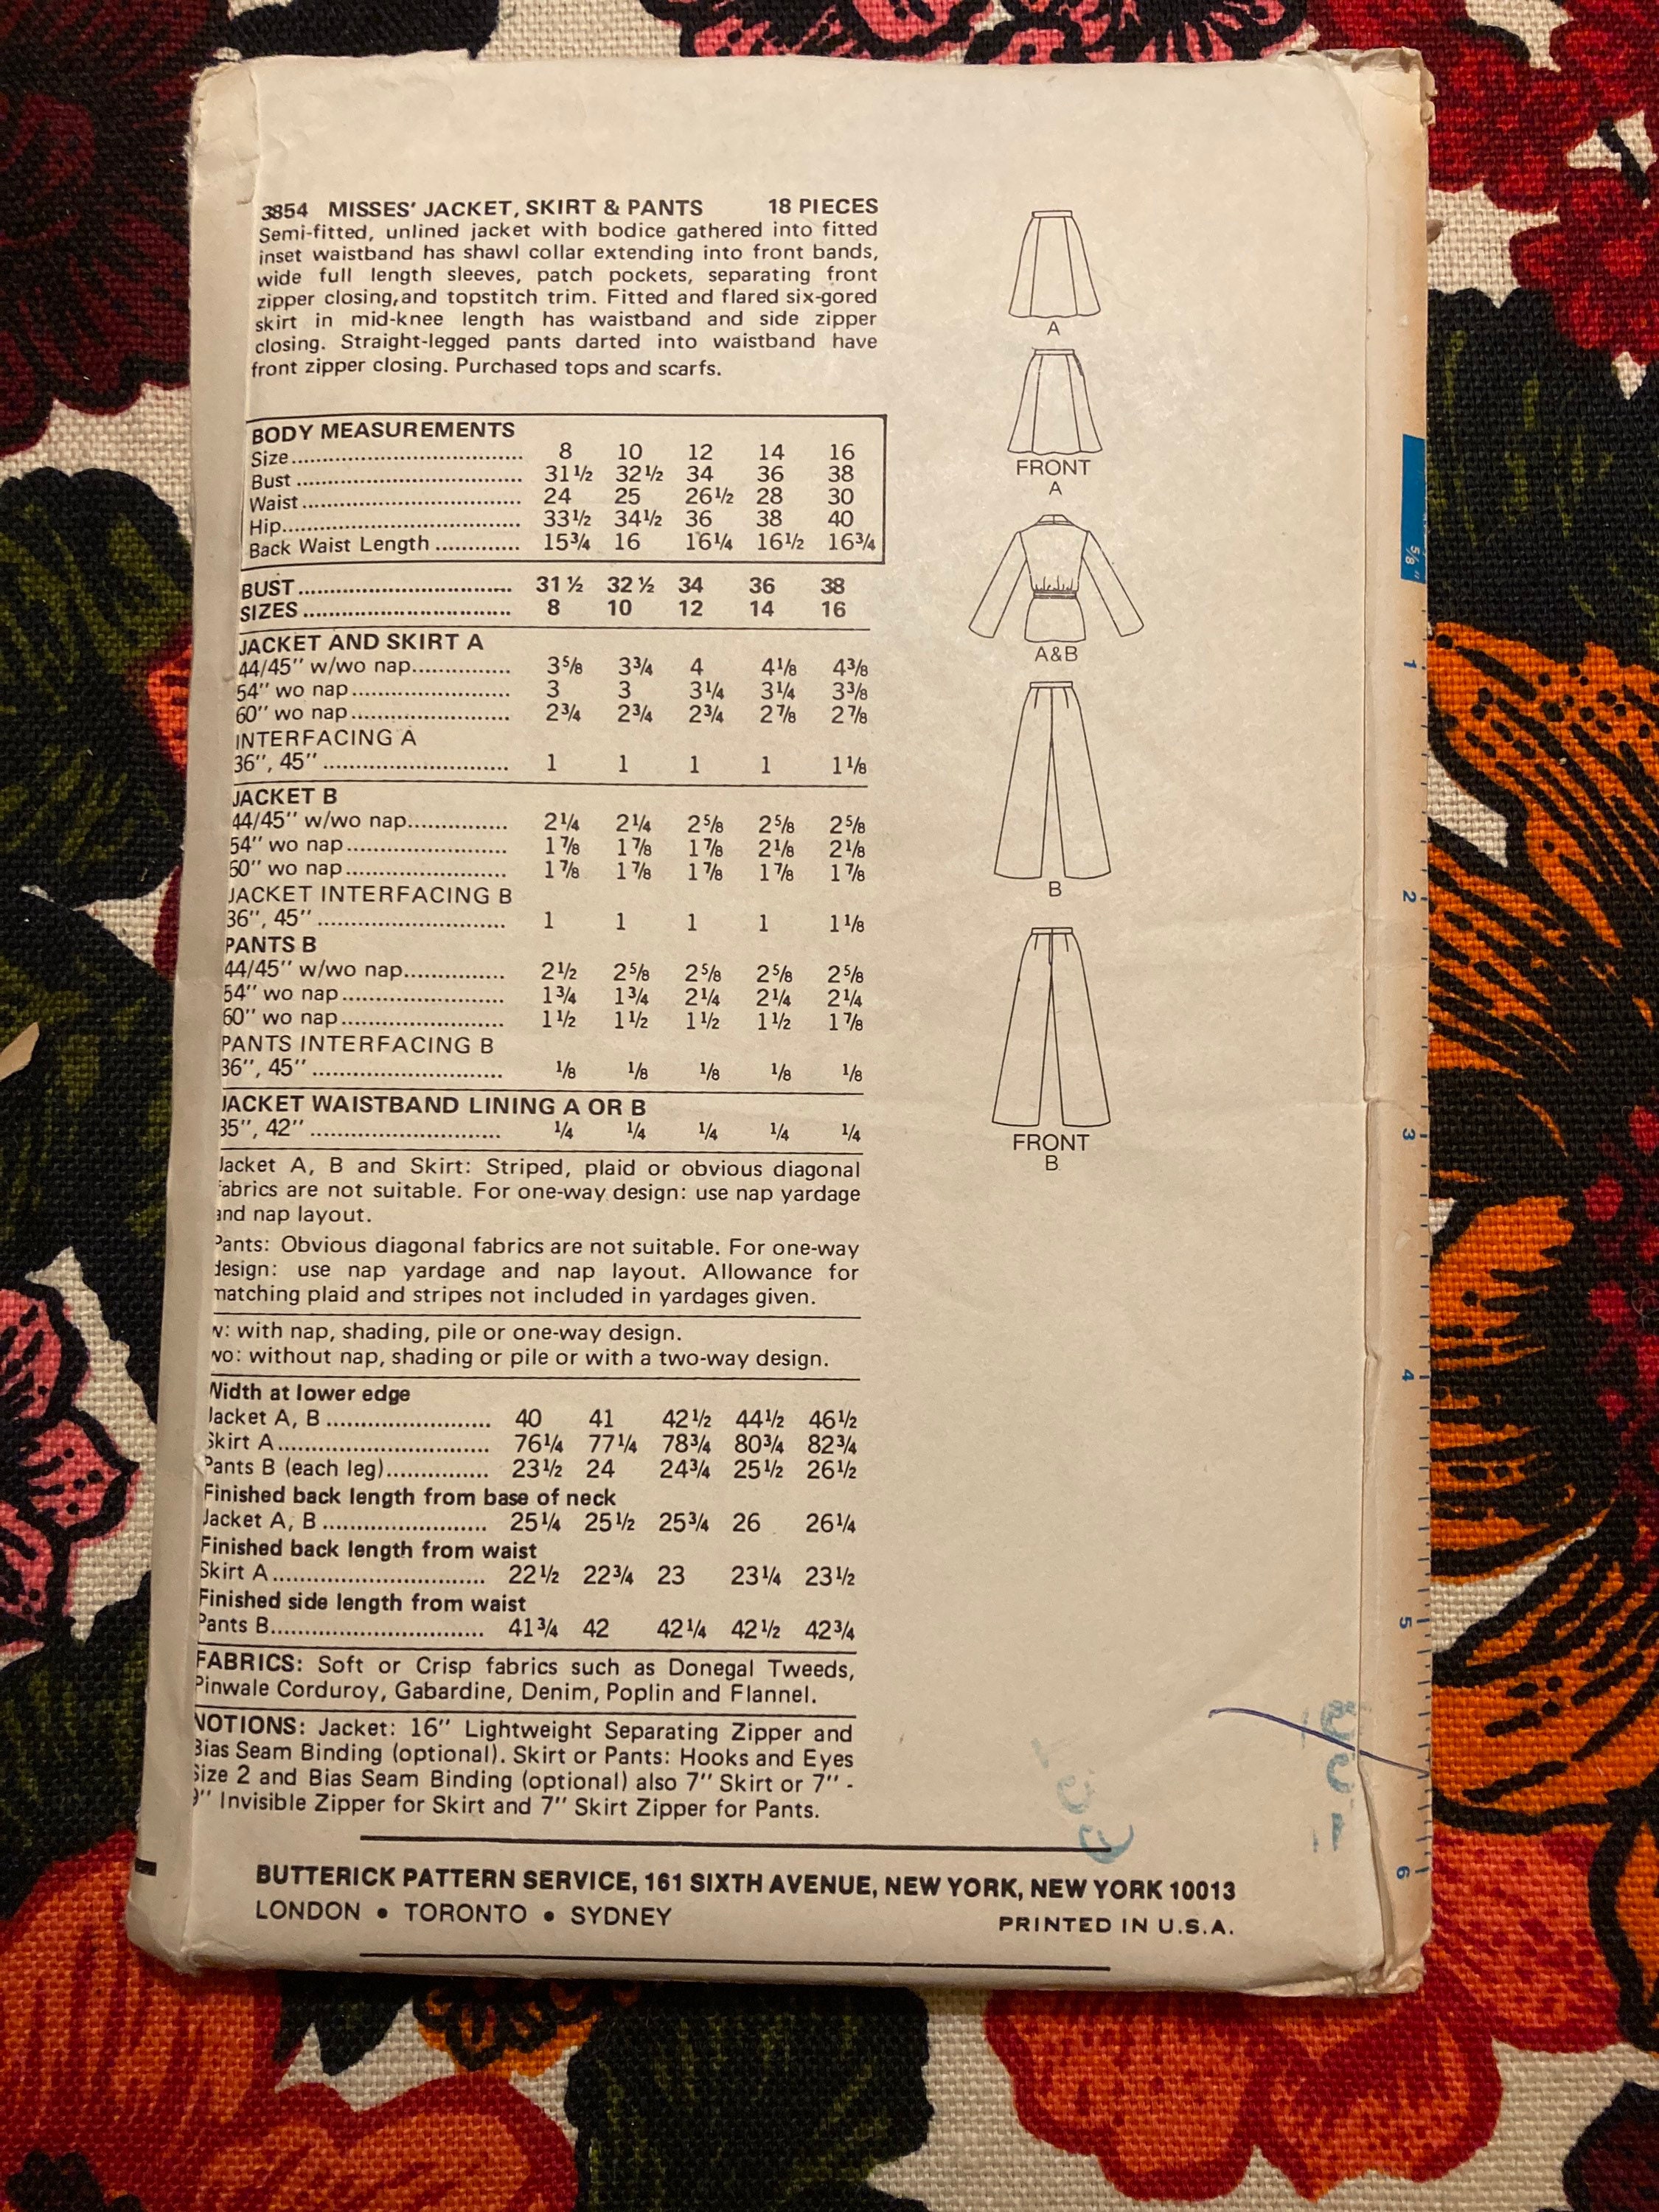 3854 MISSES' JACKET, SKIRT & PANTS 18 PIECES
Semi-fitted, unlined jacket with bodice gathered into fitted
inset waistband has shawl collar extending into front bands,
wide full length sleeves, patch pockets, separating front
zipper closing, and topstitch trim. Fitted and flared six-gored
skirt in mid-knee length has waistband and side zipper
closing. Straight-legged pants darted into waistband have
front zipper closing. Purchased tops and scarfs.
BODY MEASUREMENTS
Size 8 10 12 14 16
Bust 31½ 32½ 34 36 38
Waist 24 25 26½ 28 30
Hip 33½ 34½ 36 38 40
Back Waist Length 15¾ 16 16¼ 16½ 16¾
BUST 31½ 32½ 34 36 38
SIZES 8 10 12 14 16
JACKET AND SKIRT A
44/45" w/wo nap 3⅝ 3¾ 4 4⅛ 4⅜
54" wo nap 3 3 3¼ 3¼ 3⅜
60" wo nap 2¾ 2¾ 2¾ 2⅞ 2⅞
INTERFACING A
36", 45" 1 1 1 1 1⅛
JACKET B
44/45" w/wo nap 2¼ 2¼ 2⅝ 2⅝ 2⅝
54" wo nap 1⅞ 1⅞ 1⅞ 2⅛ 2⅛
60" wo nap 1⅞ 1⅞ 1⅞ 1⅞ 1⅞
JACKET INTERFACING B
36", 45" 1 1 1 1 1⅛
PANTS B
44/45" w/wo nap 2½ 2⅝ 2⅝ 2⅝ 2⅝
54" wo nap 1¾ 1¾ 2¼ 2¼ 2¼
60" wo nap 1½ 1½ 1½ 1½ 1⅞
PANTS INTERFACING B
36", 45" ⅛ ⅛ ⅛ ⅛ ⅛
JACKET WAISTBAND LINING A OR B
35", 42" ¼ ¼ ¼ ¼ ¼
Jacket A, B and Skirt: Striped, plaid or obvious diagonal
fabrics are not suitable. For one-way design: use nap yardage
and nap layout.
Pants: Obvious diagonal fabrics are not suitable. For one-way
design: use nap yardage and nap layout. Allowance for
matching plaid and stripes not included in yardages given.
w: with nap, shading, pile or one-way design.
wo: without nap, shading or pile or with a two-way design.
Width at lower edge
Jacket A, B 40 41 42½ 44½ 46½
Skirt A 76¼ 77¼ 78¾ 80¾ 82¾
Pants B (each leg) 23½ 24 24¾ 25½ 26½
Finished back length from base of neck
Jacket A, B 25¼ 25½ 25¾ 26 26¼
Finished back length from waist
Skirt A 22½ 22¾ 23 23¼ 23½
Finished side length from waist
Pants B 41¾ 42 42¼ 42½ 42¾
FABRICS: Soft or Crisp fabrics such as Donegal Tweeds,
Pinwale Corduroy, Gabardine, Denim, Poplin and Flannel.
NOTIONS: Jacket: 16" Lightweight Separating Zipper and
Bias Seam Binding (optional). Skirt or Pants: Hooks and Eyes
Size 2 and Bias Seam Binding (optional) also 7" Skirt or 7" -
9" Invisible Zipper for Skirt and 7" Skirt Zipper for Pants.
BUTTERICK PATTERN SERVICE, 161 SIXTH AVENUE, NEW YORK, NEW YORK 10013
LONDON • TORONTO • SYDNEY
PRINTED IN U.S.A.
A
FRONT
A
A&B
B
FRONT
B
⅝"
1
2
3
4
5
6